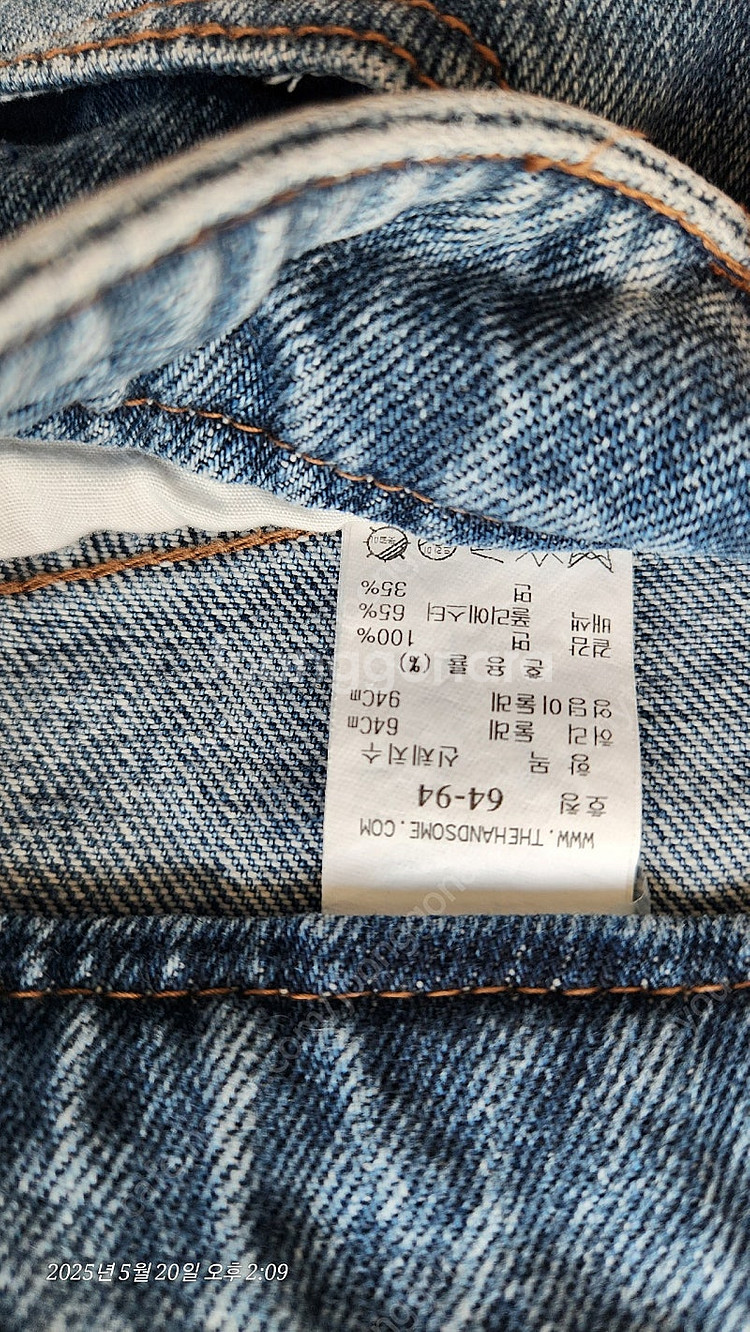 WWW.THEHANDSOME.COM
호칭 64-94
항 목 신체치수
허리 둘레 64Cm
엉덩이둘레 94Cm
혼 용 률 (%)
겉감 면 100%
배색 폴리에스터 65%
면 35%
2025년 5월 20일 오후 2:09